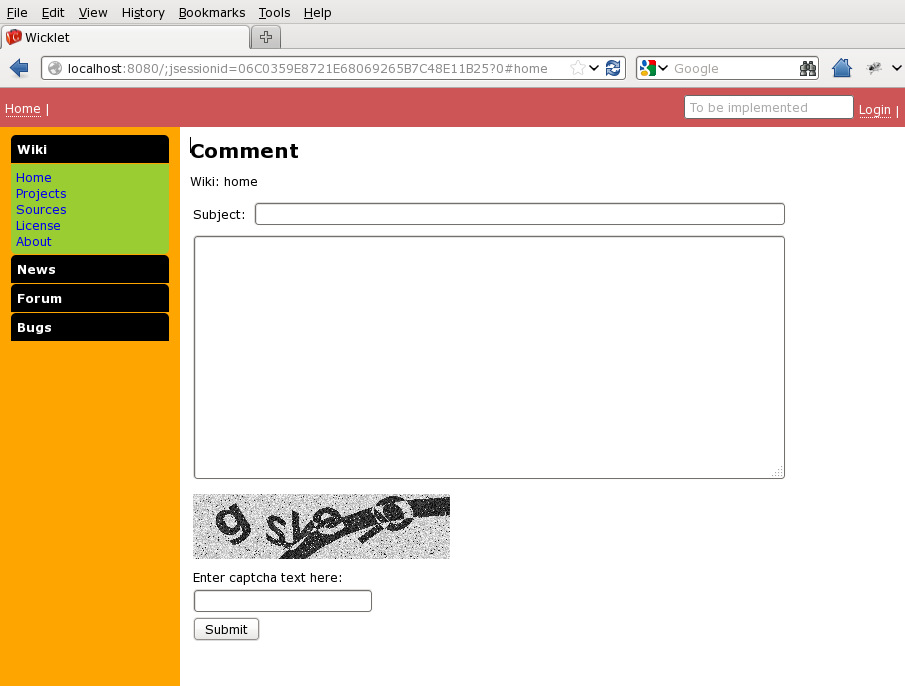 File Edit View History Bookmarks Tools Help
Wicklet
localhost:8080/;jsessionid=06C0359E8721E68069265B7C48E11B25?0#home
Google
Home |
To be implemented
Login |
Wiki
Home
Projects
Sources
License
About
News
Forum
Bugs
Comment
Wiki: home
Subject:
Enter captcha text here:
Submit